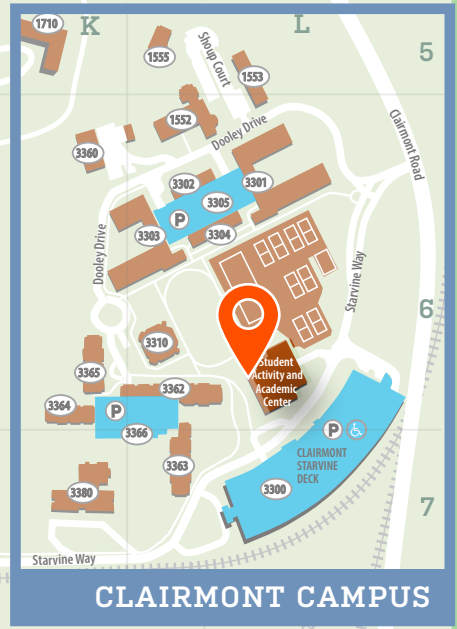 1710
K
L
5
1555
Shoup Court
1553
1552
Dooley Drive
Clairmont Road
3360
3302
3301
3305
P
3303
3304
Dooley Drive
Starvine Way
6
3310
3365
Student
Activity and
Academic
Center
3362
3364
P
3366
P
CLAIRMONT
STARVINE
DECK
3363
3300
3380
7
Starvine Way
CLAIRMONT CAMPUS